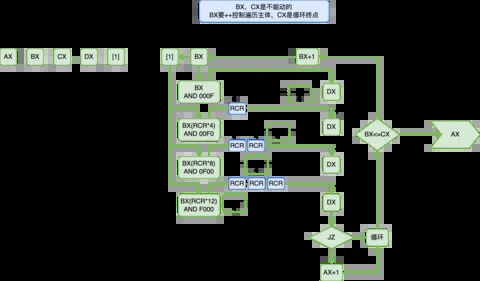 BX，CX是不能动的
BX要++控制遍历主体，CX是循环终点
AX BX CX DX [1] [1] BX BX+1
BX
AND 000F
DX
RCR
BX(RCR*4)
AND 00F0
DX
BX<=CX
AX
RCR RCR
BX(RCR*8)
AND 0F00
DX
RCR RCR RCR
BX(RCR*12)
AND F000
DX
JZ
循环
AX+1